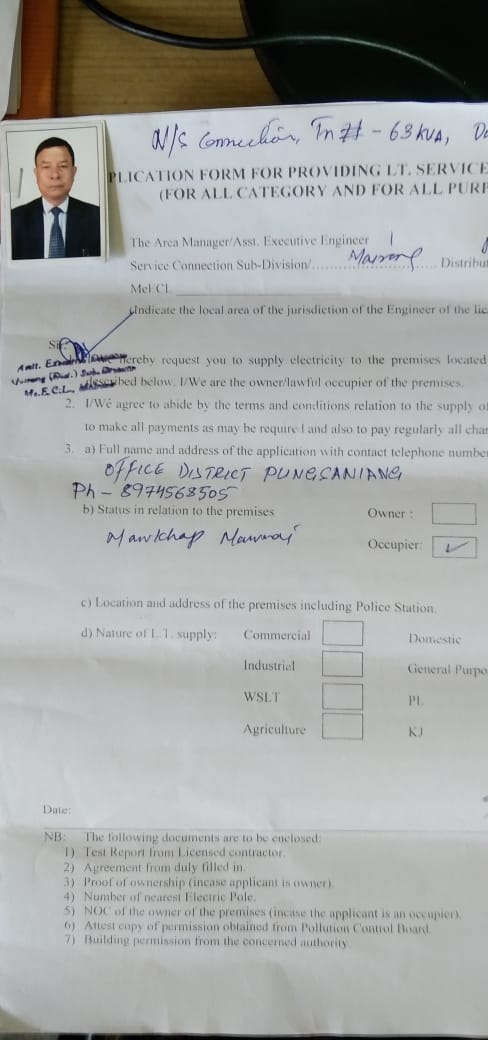 N/S Connection, Tn 21 - 63 KVA,
PLICATION FORM FOR PROVIDING LT. SERVICE
(FOR ALL CATEGORY AND FOR ALL PURP
The Area Manager/Asst. Executive Engineer
Service Connection Sub-Division/ Distribu
MeECL
(Indicate the local area of the jurisdiction of the Engineer of the lic
Sir,
hereby request you to supply electricity to the premises located
described below. I/We are the owner/lawful occupier of the premises.
Me.E.C.L.,
2. I/We agree to abide by the terms and conditions relation to the supply of
to make all payments as may be required and also to pay regularly all char
3. a) Full name and address of the application with contact telephone number
OFFICE DISTRICT PUNGSANIANG
Ph - 8974568505
b) Status in relation to the premises Owner :
Mawkhap Occupier: ✓
c) Location and address of the premises including Police Station.
d) Nature of L.T. supply: Commercial Domestic
Industriel General Purpo
WSLT PL
Agriculture KJ
Date:
NB: The following documents are to be enclosed:
1) Test Report from Licensed contractor.
2) Agreement from duly filled in.
3) Proof of ownership (incase applicant is owner).
4) Number of nearest Electric Pole.
5) NOC of the owner of the premises (incase the applicant is an occupier).
6) Attest copy of permission obtained from Pollution Control Board.
7) Building permission from the concerned authority.